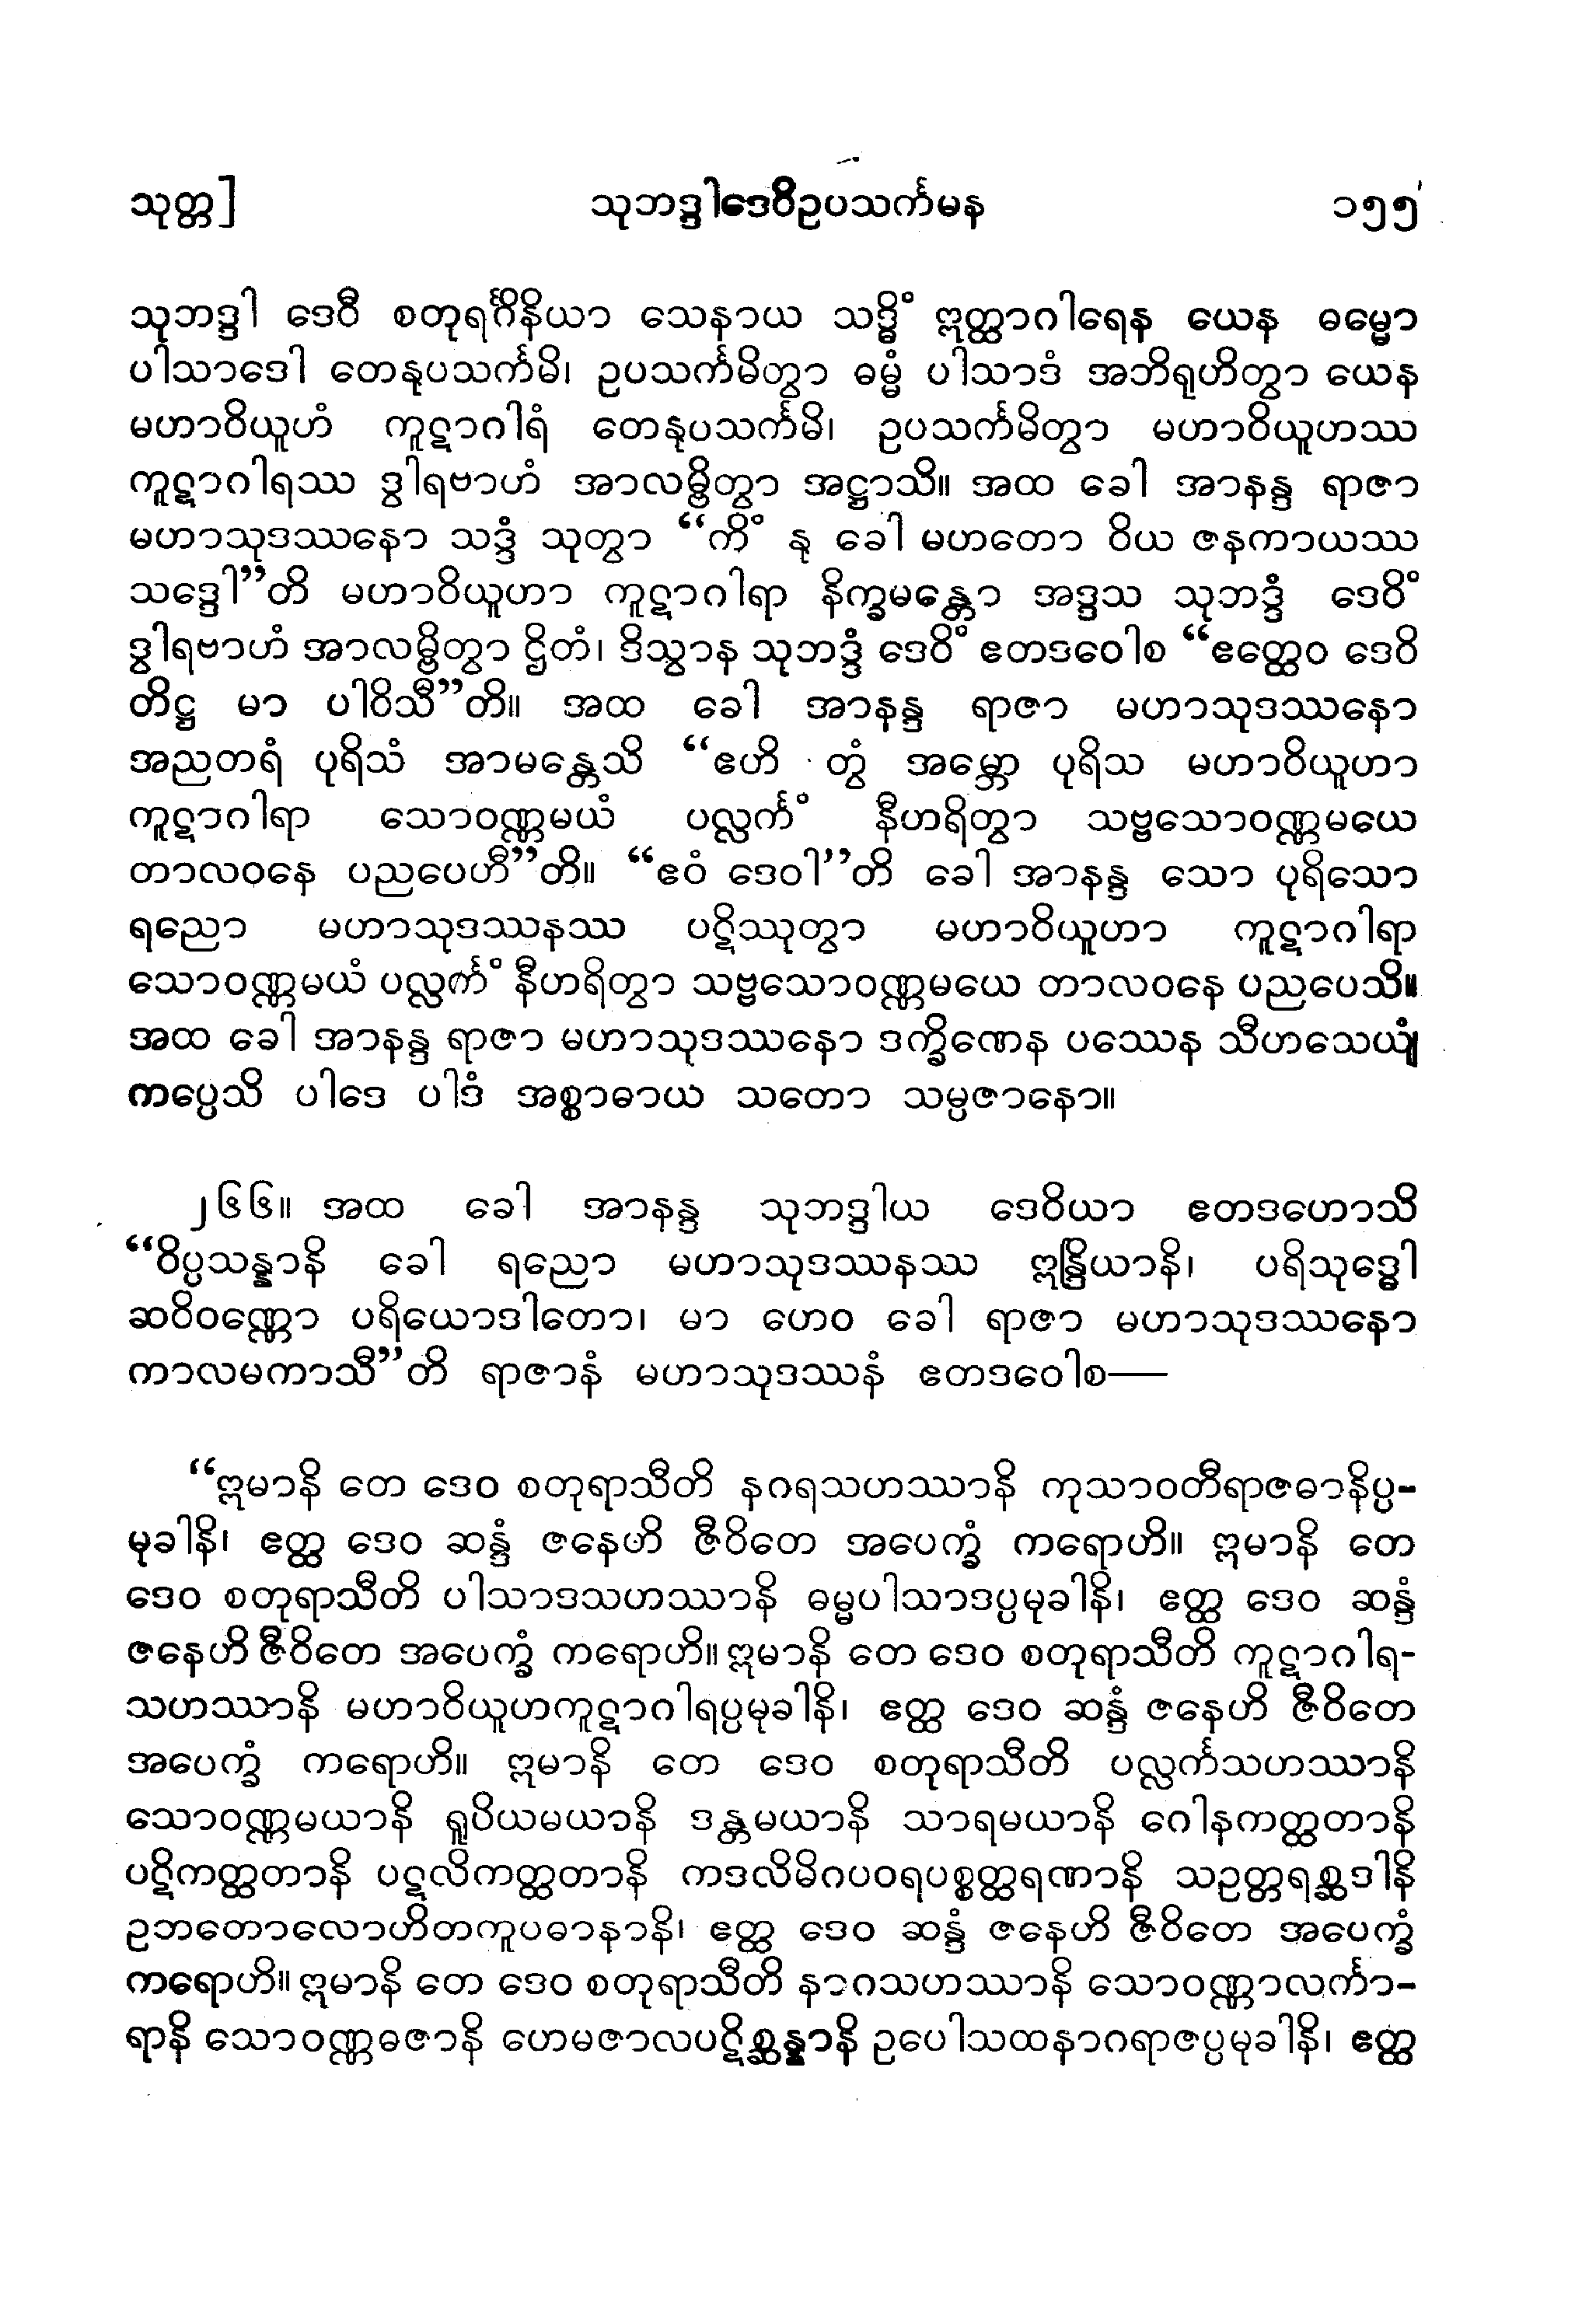 သုတ္တ] သုဘဒ္ဒါဒေဝိဥပသင်္ကမန ၁၅၅
သုဘဒ္ဒါ ဒေဝီ စတုရင်္ဂိနိယာ သေနာယ သဒ္ဓိံ ဣတ္ထာဂါရေန ယေန ဓမ္မော
ပါသာဒေါ တေနုပသင်္ကမိ၊ ဥပသင်္ကမိတွာ ဓမ္မံ ပါသာဒံ အဘိရုဟိတွာ ယေန
မဟာဝိယူဟံ ကူဋာဂါရံ တေနုပသင်္ကမိ၊ ဥပသင်္ကမိတွာ မဟာဝိယူဟဿ
ကူဋာဂါရဿ ဒွါရဗာဟံ အာလမ္ဗိတွာ အဋ္ဌာသိ။ အထ ခေါ အာနန္ဒ ရာဇာ
မဟာသုဒဿနော သဒ္ဒံ သုတွာ “ကိံ နု ခေါ မဟတော ဝိယ ဇနကာယဿ
သဒ္ဒေါ”တိ မဟာဝိယူဟာ ကူဋာဂါရာ နိက္ခမန္တော အဒ္ဒသ သုဘဒ္ဒံ ဒေဝိံ
ဒွါရဗာဟံ အာလမ္ဗိတွာ ဌိတံ၊ ဒိသွာန သုဘဒ္ဒံ ဒေဝိံ ဧတဒဝေါစ “ဧတ္ထေဝ ဒေဝိ
တိဋ္ဌ မာ ပါဝိသီ”တိ။ အထ ခေါ အာနန္ဒ ရာဇာ မဟာသုဒဿနော
အညတရံ ပုရိသံ အာမန္တေသိ “ဧဟိ တွံ အမ္ဘော ပုရိသ မဟာဝိယူဟာ
ကူဋာဂါရာ သောဝဏ္ဏမယံ ပလ္လင်္ကံ နီဟရိတွာ သဗ္ဗသောဝဏ္ဏမယေ
တာလဝနေ ပညပေဟီ”တိ။ “ဧဝံ ဒေဝါ”တိ ခေါ အာနန္ဒ သော ပုရိသော
ရညော မဟာသုဒဿနဿ ပဋိဿုတွာ မဟာဝိယူဟာ ကူဋာဂါရာ
သောဝဏ္ဏမယံ ပလ္လင်္ကံ နီဟရိတွာ သဗ္ဗသောဝဏ္ဏမယေ တာလဝနေ ပညပေသိ။
အထ ခေါ အာနန္ဒ ရာဇာ မဟာသုဒဿနော ဒက္ခိဏေန ပဿေန သီဟသေယျံ
ကပ္ပေသိ ပါဒေ ပါဒံ အစ္စာဓာယ သတော သမ္ပဇာနော။
၂၆၆။ အထ ခေါ အာနန္ဒ သုဘဒ္ဒါယ ဒေဝိယာ ဧတဒဟောသိ
“ဝိပ္ပသန္နာနိ ခေါ ရညော မဟာသုဒဿနဿ ဣန္ဒြိယာနိ၊ ပရိသုဒ္ဓေါ
ဆဝိဝဏ္ဏော ပရိယောဒါတော၊ မာ ဟေဝ ခေါ ရာဇာ မဟာသုဒဿနော
ကာလမကာသီ”တိ ရာဇာနံ မဟာသုဒဿနံ ဧတဒဝေါစ—
“ဣမာနိ တေ ဒေဝ စတုရာသီတိ နဂရသဟဿာနိ ကုသာဝတီရာဇဓာနိပ္ပ-
မုခါနိ၊ ဧတ္ထ ဒေဝ ဆန္ဒံ ဇနေဟိ ဇီဝိတေ အပေက္ခံ ကရောဟိ။ ဣမာနိ တေ
ဒေဝ စတုရာသီတိ ပါသာဒသဟဿာနိ ဓမ္မပါသာဒပ္ပမုခါနိ၊ ဧတ္ထ ဒေဝ ဆန္ဒံ
ဇနေဟိ ဇီဝိတေ အပေက္ခံ ကရောဟိ။ ဣမာနိ တေ ဒေဝ စတုရာသီတိ ကူဋာဂါရ-
သဟဿာနိ မဟာဝိယူဟကူဋာဂါရပ္ပမုခါနိ၊ ဧတ္ထ ဒေဝ ဆန္ဒံ ဇနေဟိ ဇီဝိတေ
အပေက္ခံ ကရောဟိ။ ဣမာနိ တေ ဒေဝ စတုရာသီတိ ပလ္လင်္ကသဟဿာနိ
သောဝဏ္ဏမယာနိ ရူပိယမယာနိ ဒန္တမယာနိ သာရမယာနိ ဂေါနကတ္ထတာနိ
ပဋိကတ္ထတာနိ ပဋလိကတ္ထတာနိ ကဒလိမိဂပဝရပစ္စတ္ထရဏာနိ သဥတ္တရစ္ဆဒါနိ
ဥဘတောလောဟိတကူပဓာနာနိ၊ ဧတ္ထ ဒေဝ ဆန္ဒံ ဇနေဟိ ဇီဝိတေ အပေက္ခံ
ကရောဟိ။ ဣမာနိ တေ ဒေဝ စတုရာသီတိ နာဂသဟဿာနိ သောဝဏ္ဏာလင်္ကာ-
ရာနိ သောဝဏ္ဏဓဇာနိ ဟေမဇာလပဋိစ္ဆန္နာနိ ဥပေါသထနာဂရာဇပ္ပမုခါနိ၊ ဧတ္ထ